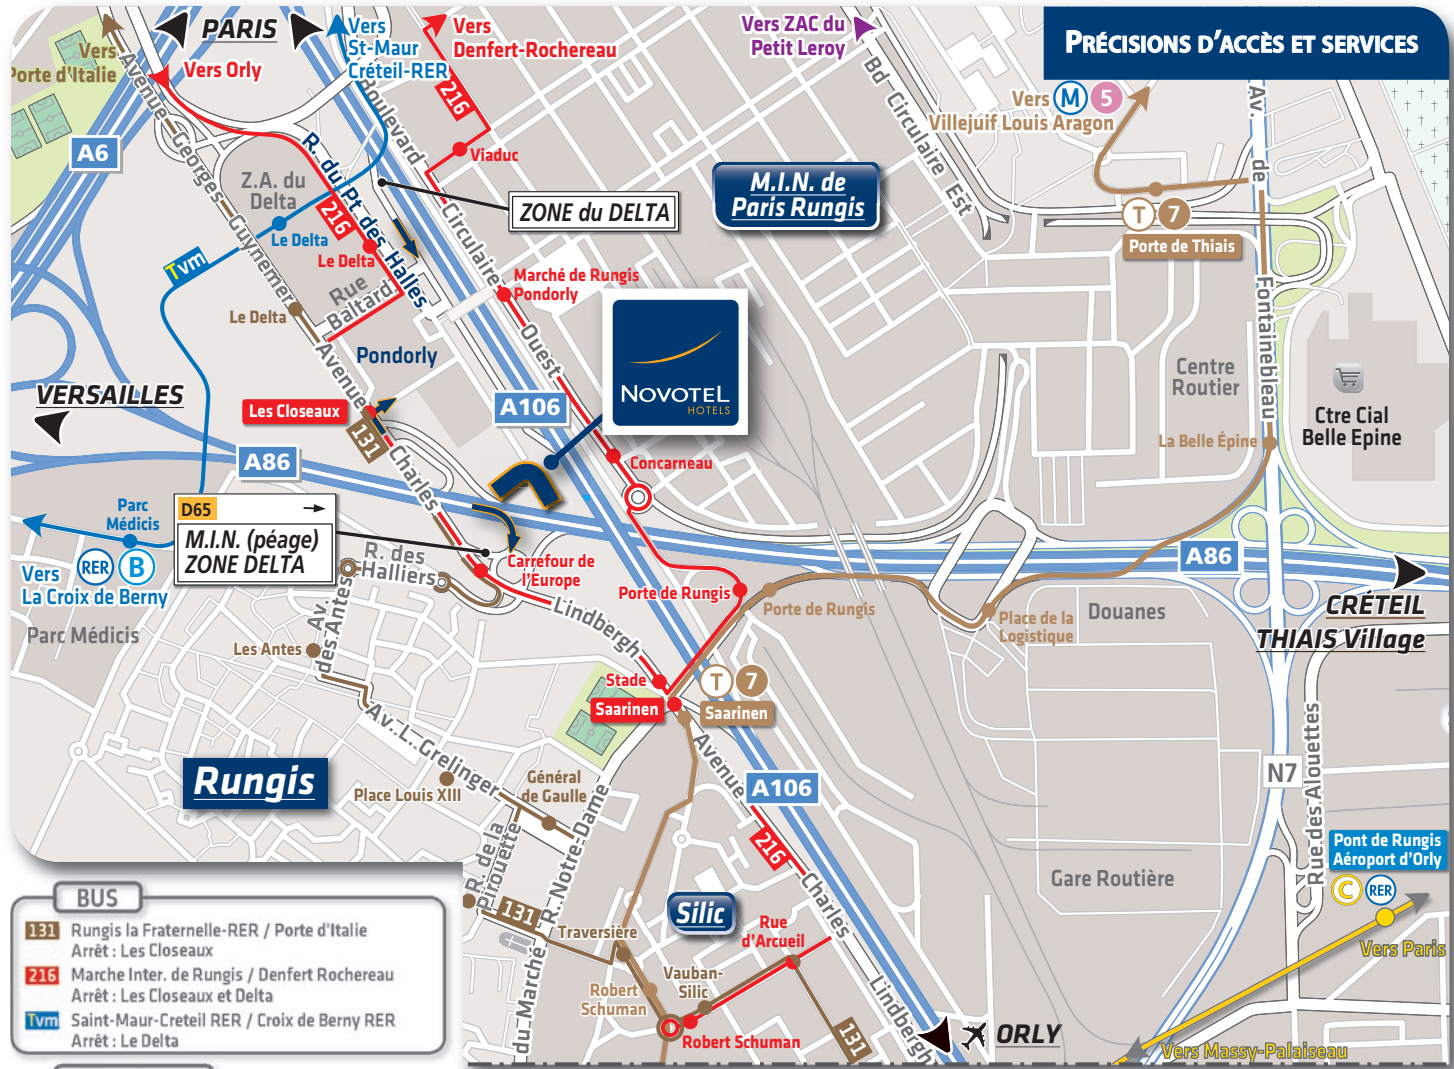 PRÉCISIONS D'ACCÈS ET SERVICES
PARIS
Vers
St-Maur
Créteil-RER
Vers
Denfert-Rochereau
Vers ZAC du
Petit Leroy
Vers
Porte d'Italie
Vers Orly
216
Viaduc
A6
Avenue Georges Guynemer
Boulevard Circulaire Ouest
Bd Circulaire Est
Vers M 5
Villejuif Louis Aragon
Av. de Fontainebleau
Z.A. du
Delta
R. du Pt des Halles
216
ZONE du DELTA
M.I.N. de
Paris Rungis
T 7
Porte de Thiais
Le Delta
Le Delta
Tvm
Rue
Baltard
Le Delta
Marché de Rungis
Pondorly
Pondorly
NOVOTEL
HOTELS
Centre
Routier
Ctre Cial
Belle Epine
VERSAILLES
Les Closeaux
131
A106
A86
La Belle Épine
Concarneau
Avenue Charles Lindbergh
Parc
Médicis
D65
M.I.N. (péage)
ZONE DELTA
R. des
Halliers
Carrefour de
l'Europe
Vers RER B
La Croix de Berny
Parc Médicis
Av.
des Antes
Les Antes
Porte de Rungis
Porte de Rungis
Place de la
Logistique
Douanes
A86
CRÉTEIL
THIAIS Village
Stade
Saarinen
T 7
Saarinen
Av. L. Grelinger
Rungis
Place Louis XIII
Général
de Gaulle
A106
N7
Rue des Alouettes
Avenue Charles Lindbergh
216
R. de la
Pirouette
R. Notre-Dame
du Marché
Pont de Rungis
Aéroport d'Orly
C RER
Gare Routière
Silic
Rue
d'Arcueil
131
Traversière
Vauban-
Silic
Robert
Schuman
Robert Schuman
131
Vers Paris
Vers Massy-Palaiseau
ORLY
BUS
131 Rungis la Fraternelle-RER / Porte d'Italie
Arrêt : Les Closeaux
216 Marche Inter. de Rungis / Denfert Rochereau
Arrêt : Les Closeaux et Delta
Tvm Saint-Maur-Creteil RER / Croix de Berny RER
Arrêt : Le Delta